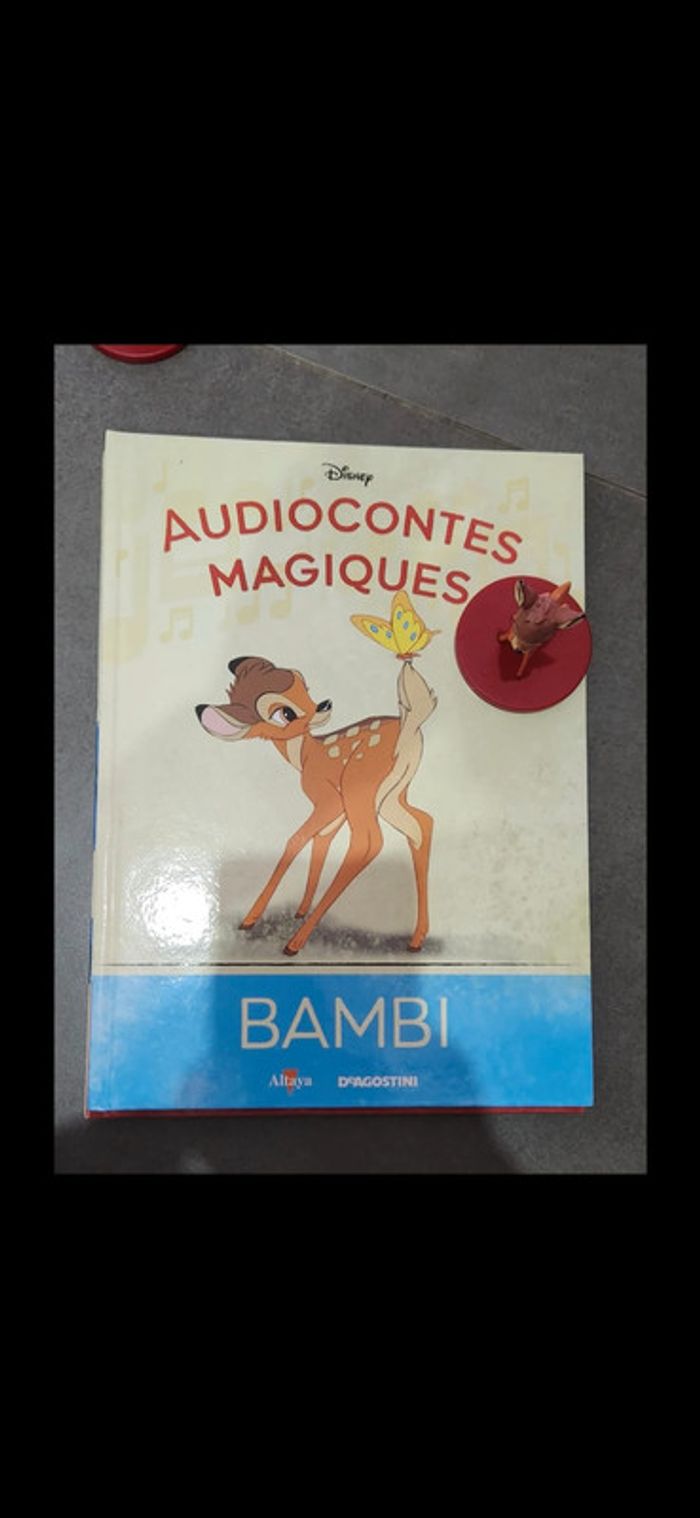 Disney
AUDIOCONTES
MAGIQUES
BAMBI
Altaya DeAGOSTINI